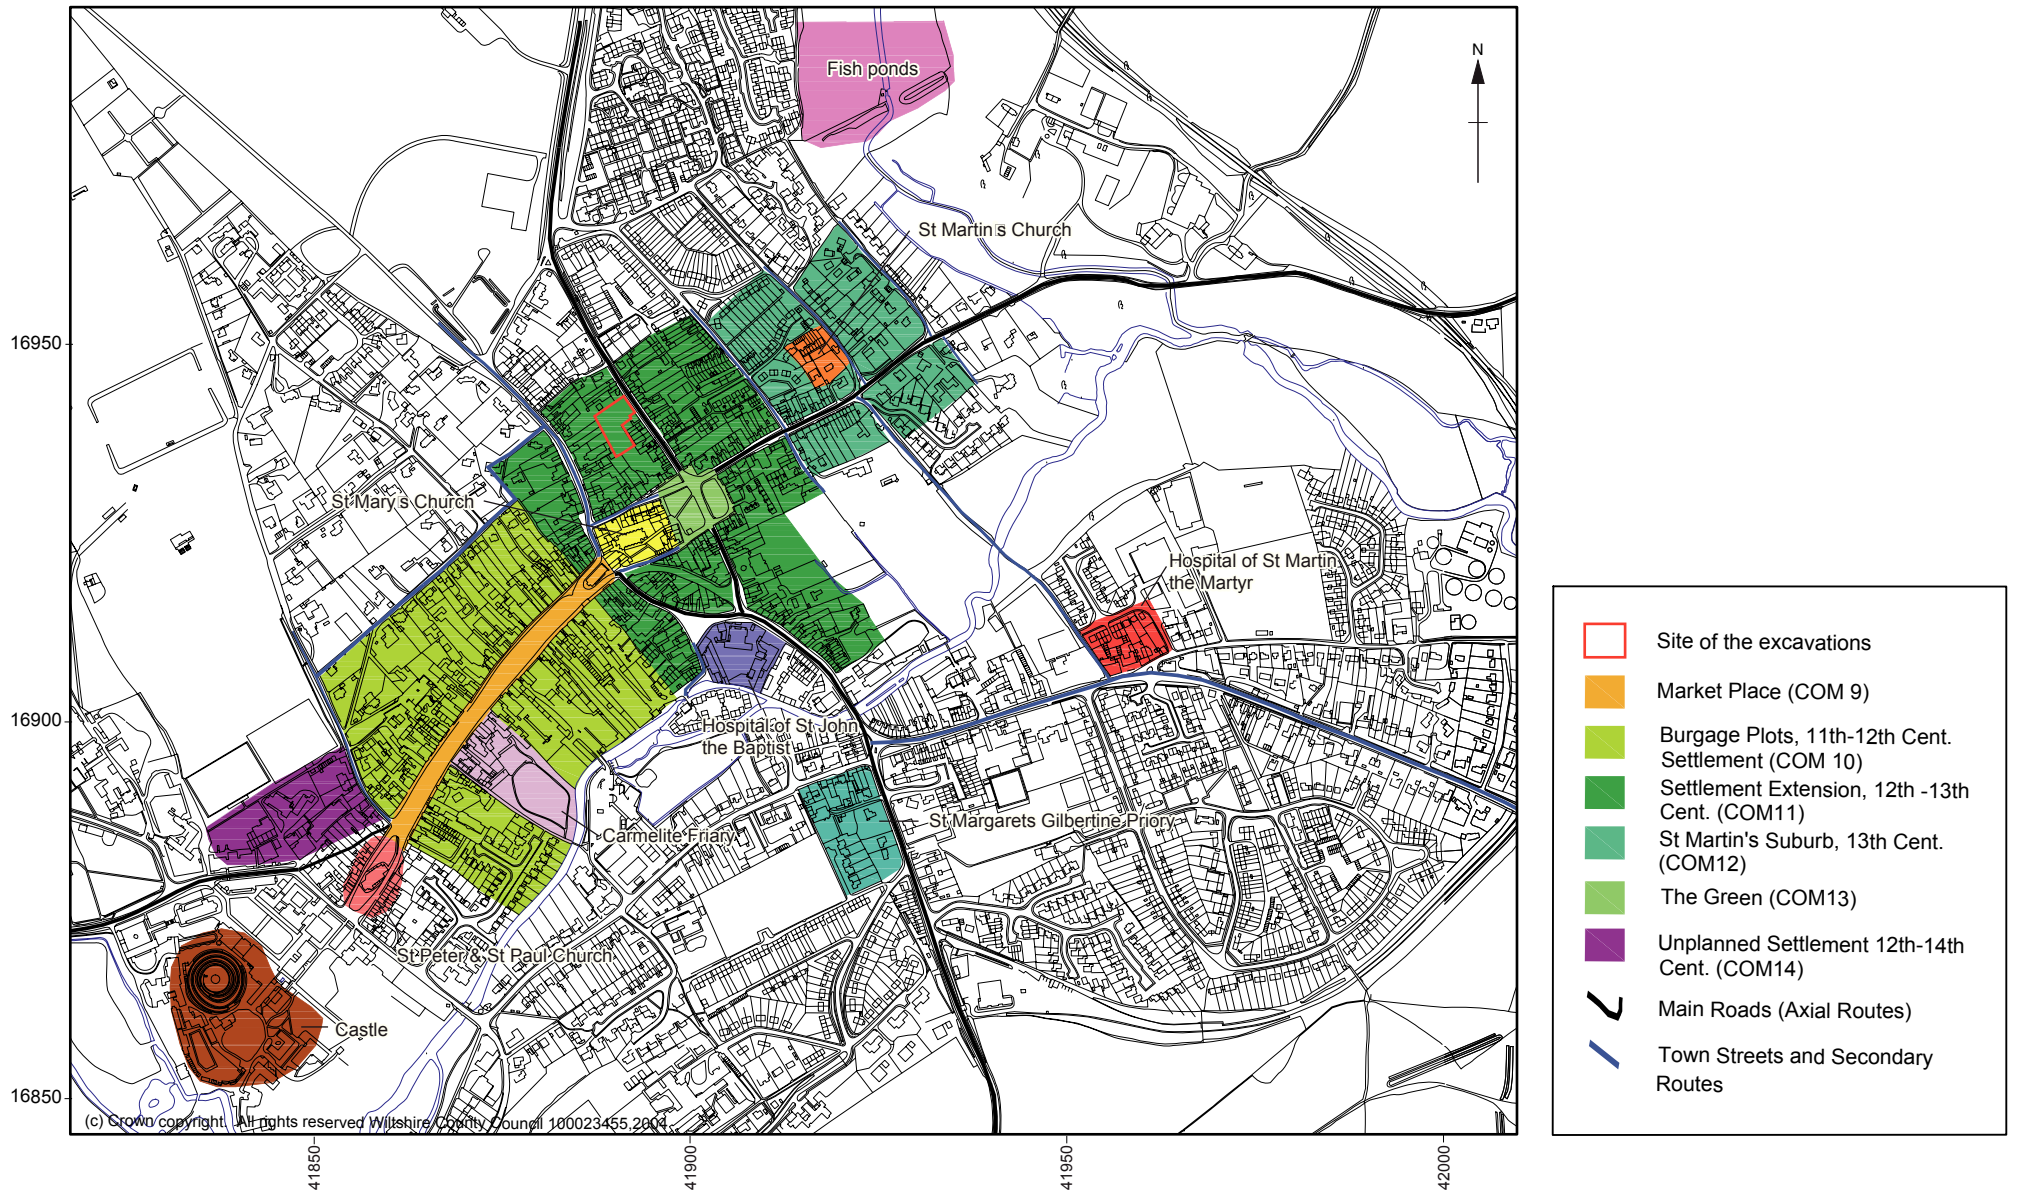 Fish ponds
N
St Martin's Church
16950
St Mary's Church
Hospital of St Martin
the Martyr
16900
Hospital of St John
the Baptist
St Margarets Gilbertine Priory
Carmelite Friary
St Peter & St Paul Church
Castle
16850
(c) Crown copyright. All rights reserved Wiltshire County Council 100023455,2004
41850
41900
41950
42000
Site of the excavations
Market Place (COM 9)
Burgage Plots, 11th-12th Cent.
Settlement (COM 10)
Settlement Extension, 12th -13th
Cent. (COM11)
St Martin's Suburb, 13th Cent.
(COM12)
The Green (COM13)
Unplanned Settlement 12th-14th
Cent. (COM14)
Main Roads (Axial Routes)
Town Streets and Secondary
Routes